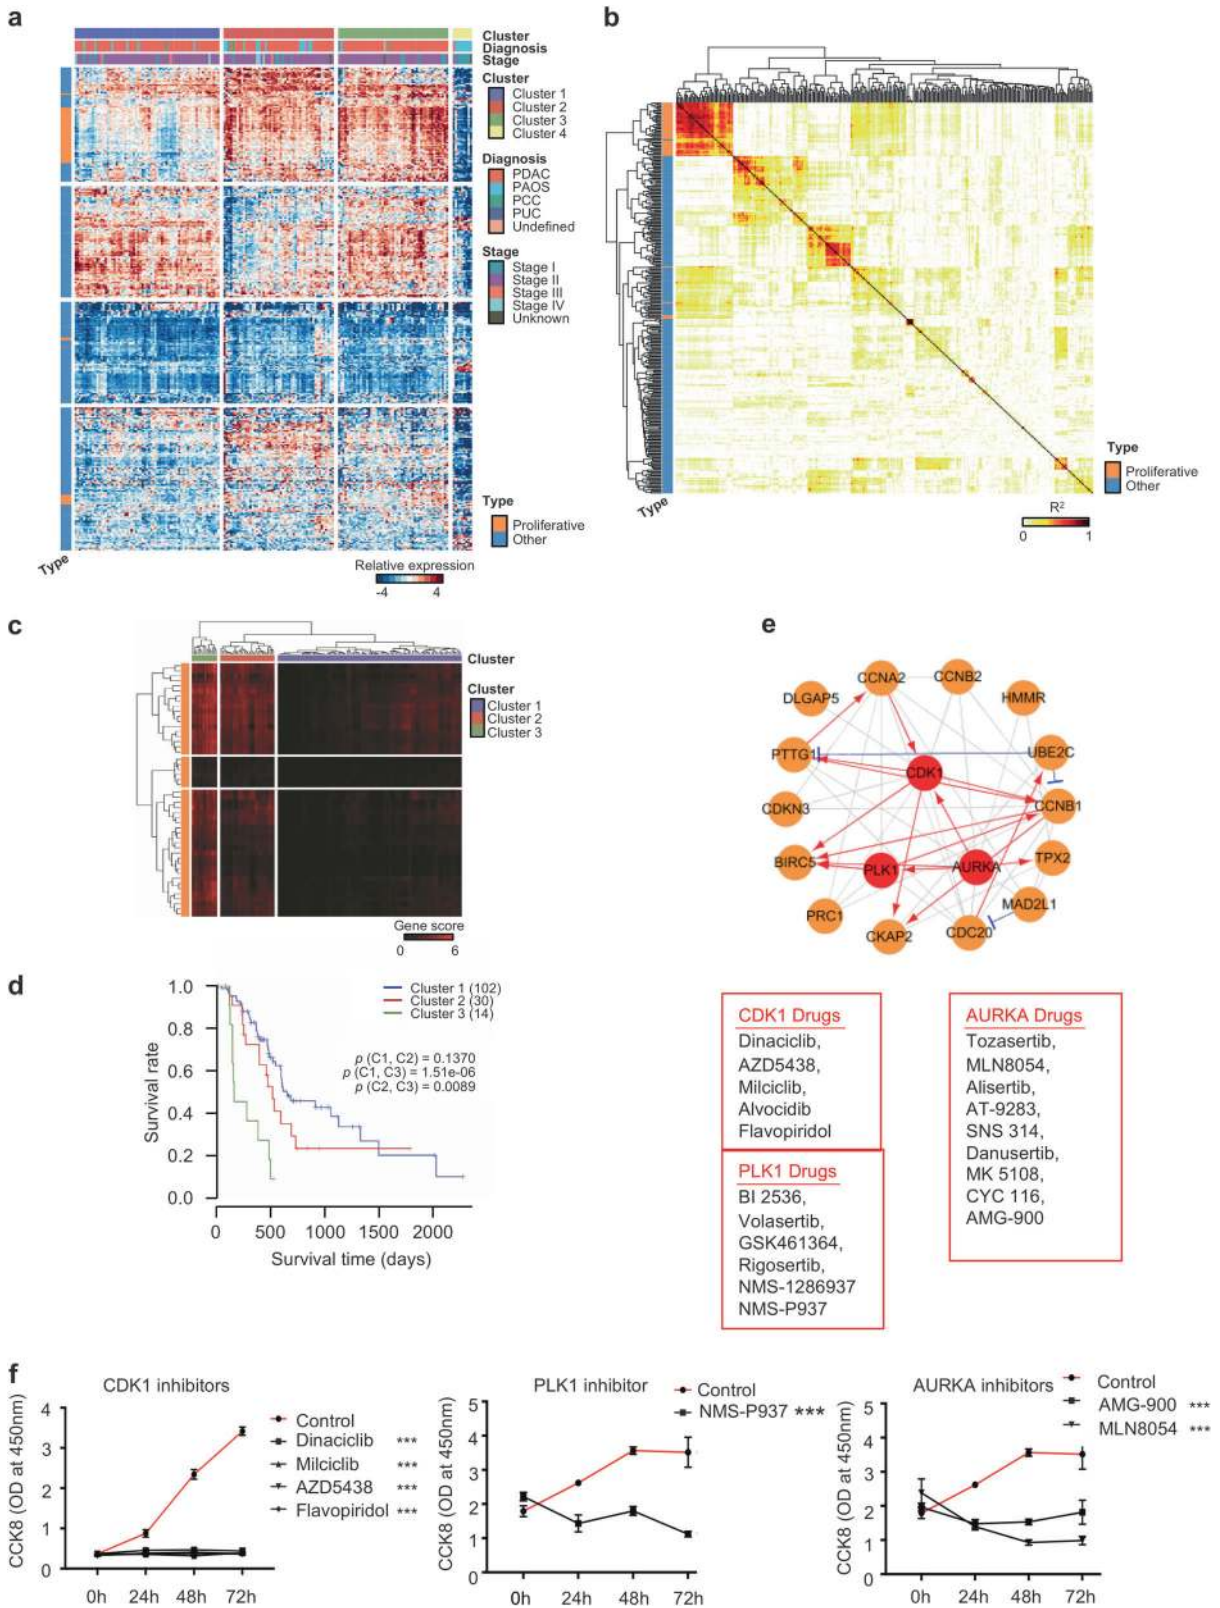 a
Cluster
Diagnosis
Stage
Cluster
Cluster 1
Cluster 2
Cluster 3
Cluster 4
Diagnosis
PDAC
PAOS
PCC
PUC
Undefined
Stage
Stage I
Stage II
Stage III
Stage IV
Unknown
Type
Proliferative
Other
Type
Relative expression
-4 4
b
Type
Proliferative
Other
Type
R2
0 1
c
Cluster
Cluster
Cluster 1
Cluster 2
Cluster 3
Gene score
0 6
d
Survival rate
1.0
0.8
0.6
0.4
0.2
0.0
Cluster 1 (102)
Cluster 2 (30)
Cluster 3 (14)
p (C1, C2) = 0.1370
p (C1, C3) = 1.51e-06
p (C2, C3) = 0.0089
0 500 1000 1500 2000
Survival time (days)
e
CCNA2
CCNB2
DLGAP5
HMMR
PTTG1
UBE2C
CDK1
CDKN3
CCNB1
BIRC5
PLK1
AURKA
TPX2
PRC1
MAD2L1
CKAP2
CDC20
CDK1 Drugs
Dinaciclib,
AZD5438,
Milciclib,
Alvocidib
Flavopiridol
PLK1 Drugs
BI 2536,
Volasertib,
GSK461364,
Rigosertib,
NMS-1286937
NMS-P937
AURKA Drugs
Tozasertib,
MLN8054,
Alisertib,
AT-9283,
SNS 314,
Danusertib,
MK 5108,
CYC 116,
AMG-900
f
CDK1 inhibitors
CCK8 (OD at 450nm)
4
3
2
1
0
0h 24h 48h 72h
Control
Dinaciclib ***
Milciclib ***
AZD5438 ***
Flavopiridol ***
PLK1 inhibitor
CCK8 (OD at 450nm)
5
4
3
2
1
0
0h 24h 48h 72h
Control
NMS-P937 ***
AURKA inhibitors
CCK8 (OD at 450nm)
5
4
3
2
1
0
0h 24h 48h 72h
Control
AMG-900 ***
MLN8054 ***